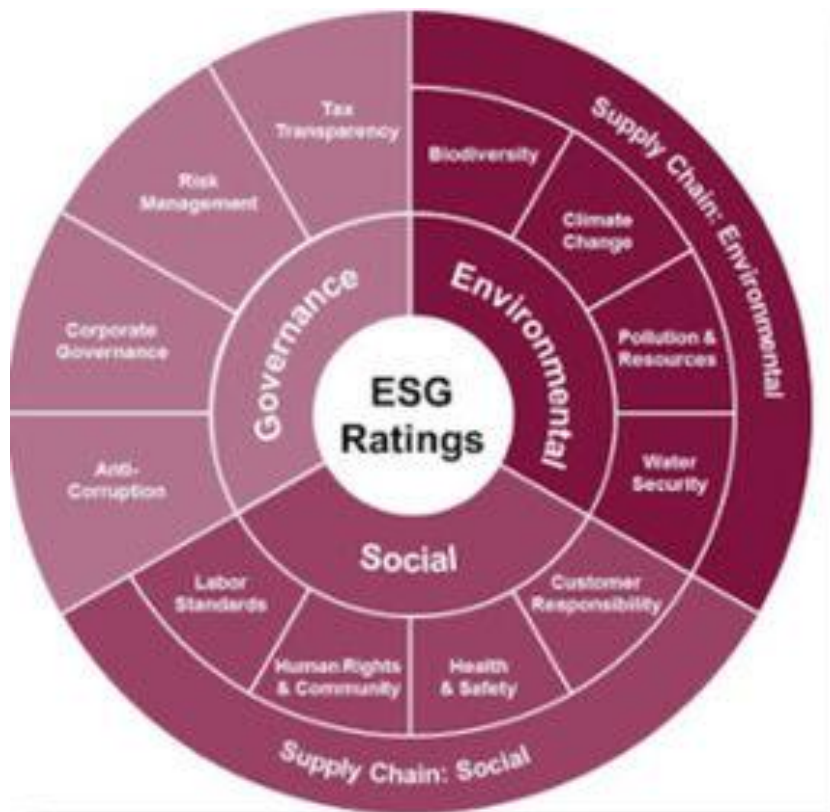 ESG
Ratings
Environmental
Biodiversity
Climate
Change
Pollution &
Resources
Water
Security
Supply Chain: Environmental
Social
Customer
Responsibility
Health
& Safety
Human Rights
& Community
Labor
Standards
Supply Chain: Social
Governance
Anti-
Corruption
Corporate
Governance
Risk
Management
Tax
Transparency